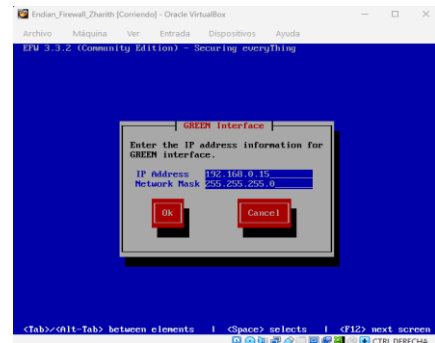 Endian_Firewall_Zharith [Corriendo] - Oracle VirtualBox
Archivo Máquina Ver Entrada Dispositivos Ayuda
EFW 3.3.2 (Community Edition) - Securing everyThing
GREEN Interface
Enter the IP address information for
GREEN interface.
IP Address 192.168.0.15
Network Mask 255.255.255.0
Ok Cancel
<Tab>/<Alt-Tab> between elements | <Space> selects | <F12> next screen
CTRL DERECHA